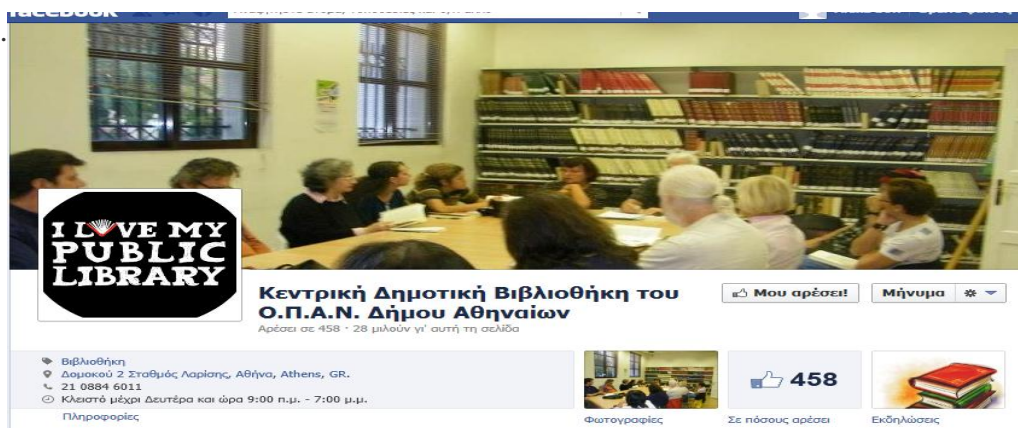 facebook
I LOVE MY
PUBLIC
LIBRARY
Κεντρική Δημοτική Βιβλιοθήκη του
Ο.Π.Α.Ν. Δήμου Αθηναίων
Αρέσει σε 458 · 28 μιλούν γι' αυτή τη σελίδα
Μου αρέσει!
Μήνυμα
Βιβλιοθήκη
Δομοκού 2 Σταθμός Λαρίσης, Αθήνα, Athens, GR.
21 0884 6011
Κλειστό μέχρι Δευτέρα και ώρα 9:00 π.μ. - 7:00 μ.μ.
Πληροφορίες
458
Φωτογραφίες
Σε πόσους αρέσει
Εκδηλώσεις